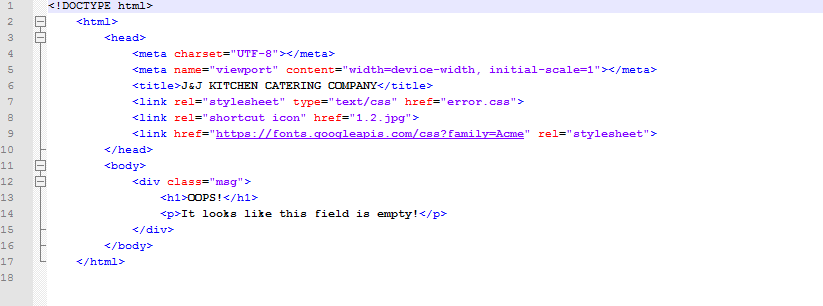 1 <!DOCTYPE html>
2 <html>
3 <head>
4 <meta charset="UTF-8"></meta>
5 <meta name="viewport" content="width=device-width, initial-scale=1"></meta>
6 <title>J&J KITCHEN CATERING COMPANY</title>
7 <link rel="stylesheet" type="text/css" href="error.css">
8 <link rel="shortcut icon" href="1.2.jpg">
9 <link href="https://fonts.googleapis.com/css?family=Acme" rel="stylesheet">
10 </head>
11 <body>
12 <div class="msg">
13 <h1>OOPS!</h1>
14 <p>It looks like this field is empty!</p>
15 </div>
16 </body>
17 </html>
18